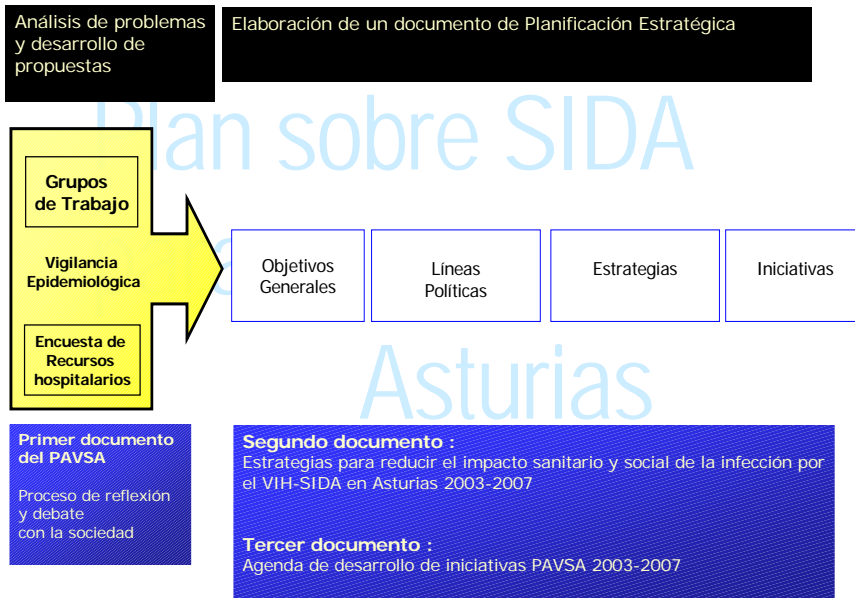 Análisis de problemas
y desarrollo de
propuestas
Elaboración de un documento de Planificación Estratégica
Plan sobre SIDA
para
Asturias
Grupos
de Trabajo
Vigilancia
Epidemiológica
Encuesta de
Recursos
hospitalarios
Objetivos
Generales
Líneas
Políticas
Estrategias
Iniciativas
Primer documento
del PAVSA
Proceso de reflexión
y debate
con la sociedad
Segundo documento :
Estrategias para reducir el impacto sanitario y social de la infección por
el VIH-SIDA en Asturias 2003-2007
Tercer documento :
Agenda de desarrollo de iniciativas PAVSA 2003-2007